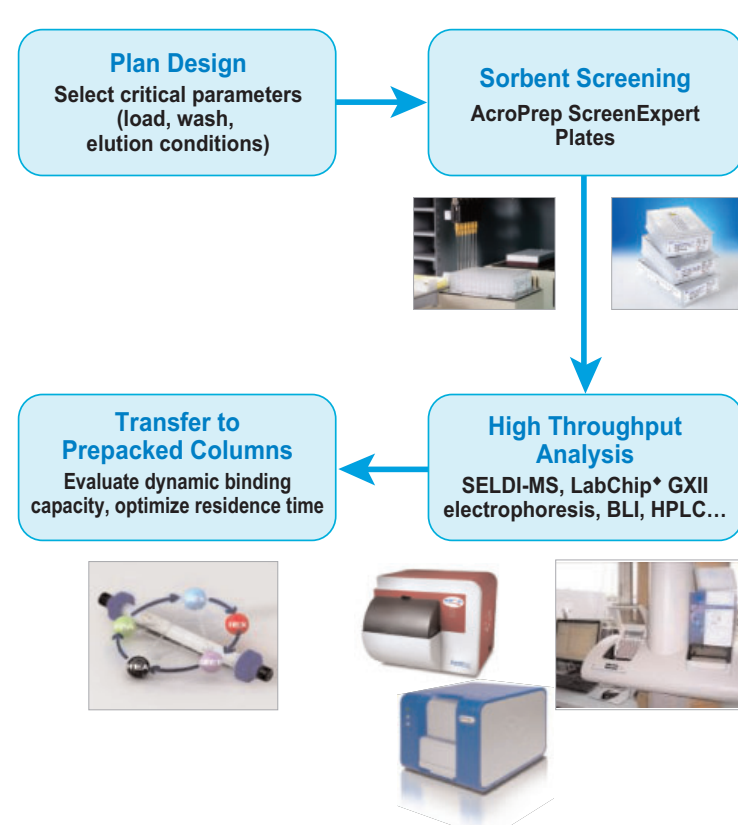 Plan Design
Select critical parameters
(load, wash,
elution conditions)
Sorbent Screening
AcroPrep ScreenExpert
Plates
High Throughput
Analysis
SELDI-MS, LabChip◆ GXII
electrophoresis, BLI, HPLC…
Transfer to
Prepacked Columns
Evaluate dynamic binding
capacity, optimize residence time
HEX